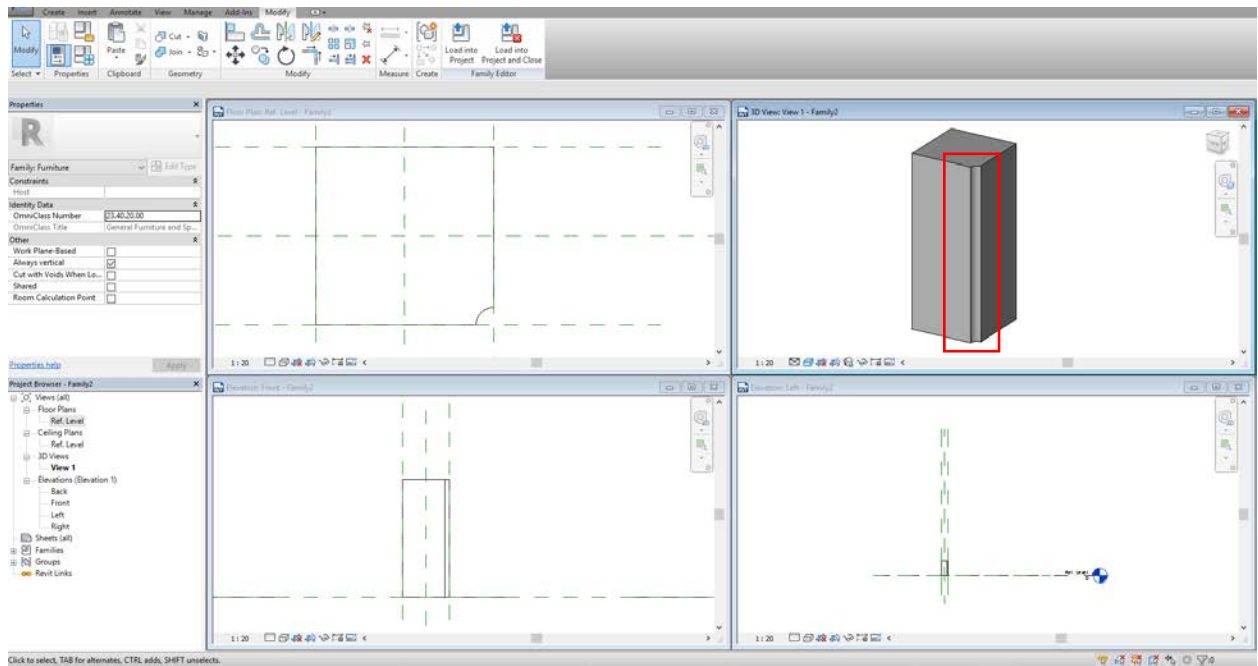 Create Insert Annotate View Manage Add-Ins Modify
Modify
Paste
Cut
Join
Load into Project
Load into Project and Close
Select Properties Clipboard Geometry Modify Measure Create Family Editor
Properties
R
Family: Furniture
Edit Type
Constraints
Host
Identity Data
OmniClass Number 23.40.20.00
OmniClass Title General Furniture and Sp...
Other
Work Plane-Based
Always vertical
Cut with Voids When Lo...
Shared
Room Calculation Point
Properties help
Apply
Project Browser - Family2
Views (all)
Floor Plans
Ref. Level
Ceiling Plans
Ref. Level
3D Views
View 1
Elevations (Elevation 1)
Back
Front
Left
Right
Sheets (all)
Families
Groups
Revit Links
Floor Plan: Ref. Level - Family2
1 : 20
3D View: View 1 - Family2
1 : 20
Elevation: Front - Family2
1 : 20
Elevation: Left - Family2
Ref. Level
1 : 20
Click to select, TAB for alternates, CTRL adds, SHIFT unselects.
:0